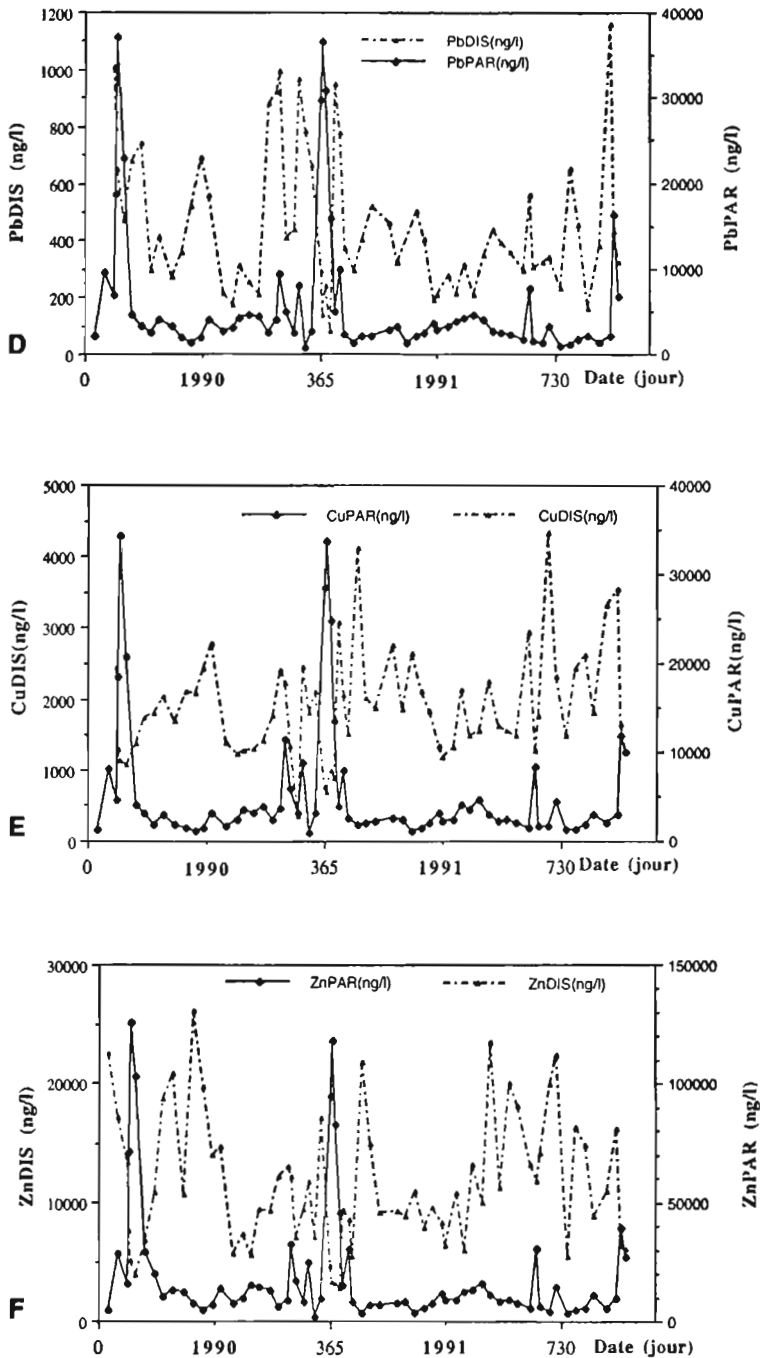 1200
1000
800
600
400
200
0
PbDIS (ng/l)
PbDIS(ng/l)
PbPAR(ng/l)
40000
30000
20000
10000
0
PbPAR (ng/l)
D
0 1990 365 1991 730 Date (jour)
5000
4000
3000
2000
1000
0
CuDIS(ng/l)
CuPAR(ng/l) CuDIS(ng/l)
40000
30000
20000
10000
0
CuPAR(ng/l)
E
0 1990 365 1991 730 Date (jour)
30000
20000
10000
0
ZnDIS (ng/l)
ZnPAR(ng/l) ZnDIS(ng/l)
150000
100000
50000
0
ZnPAR (ng/l)
F
0 1990 365 1991 730 Date (jour)